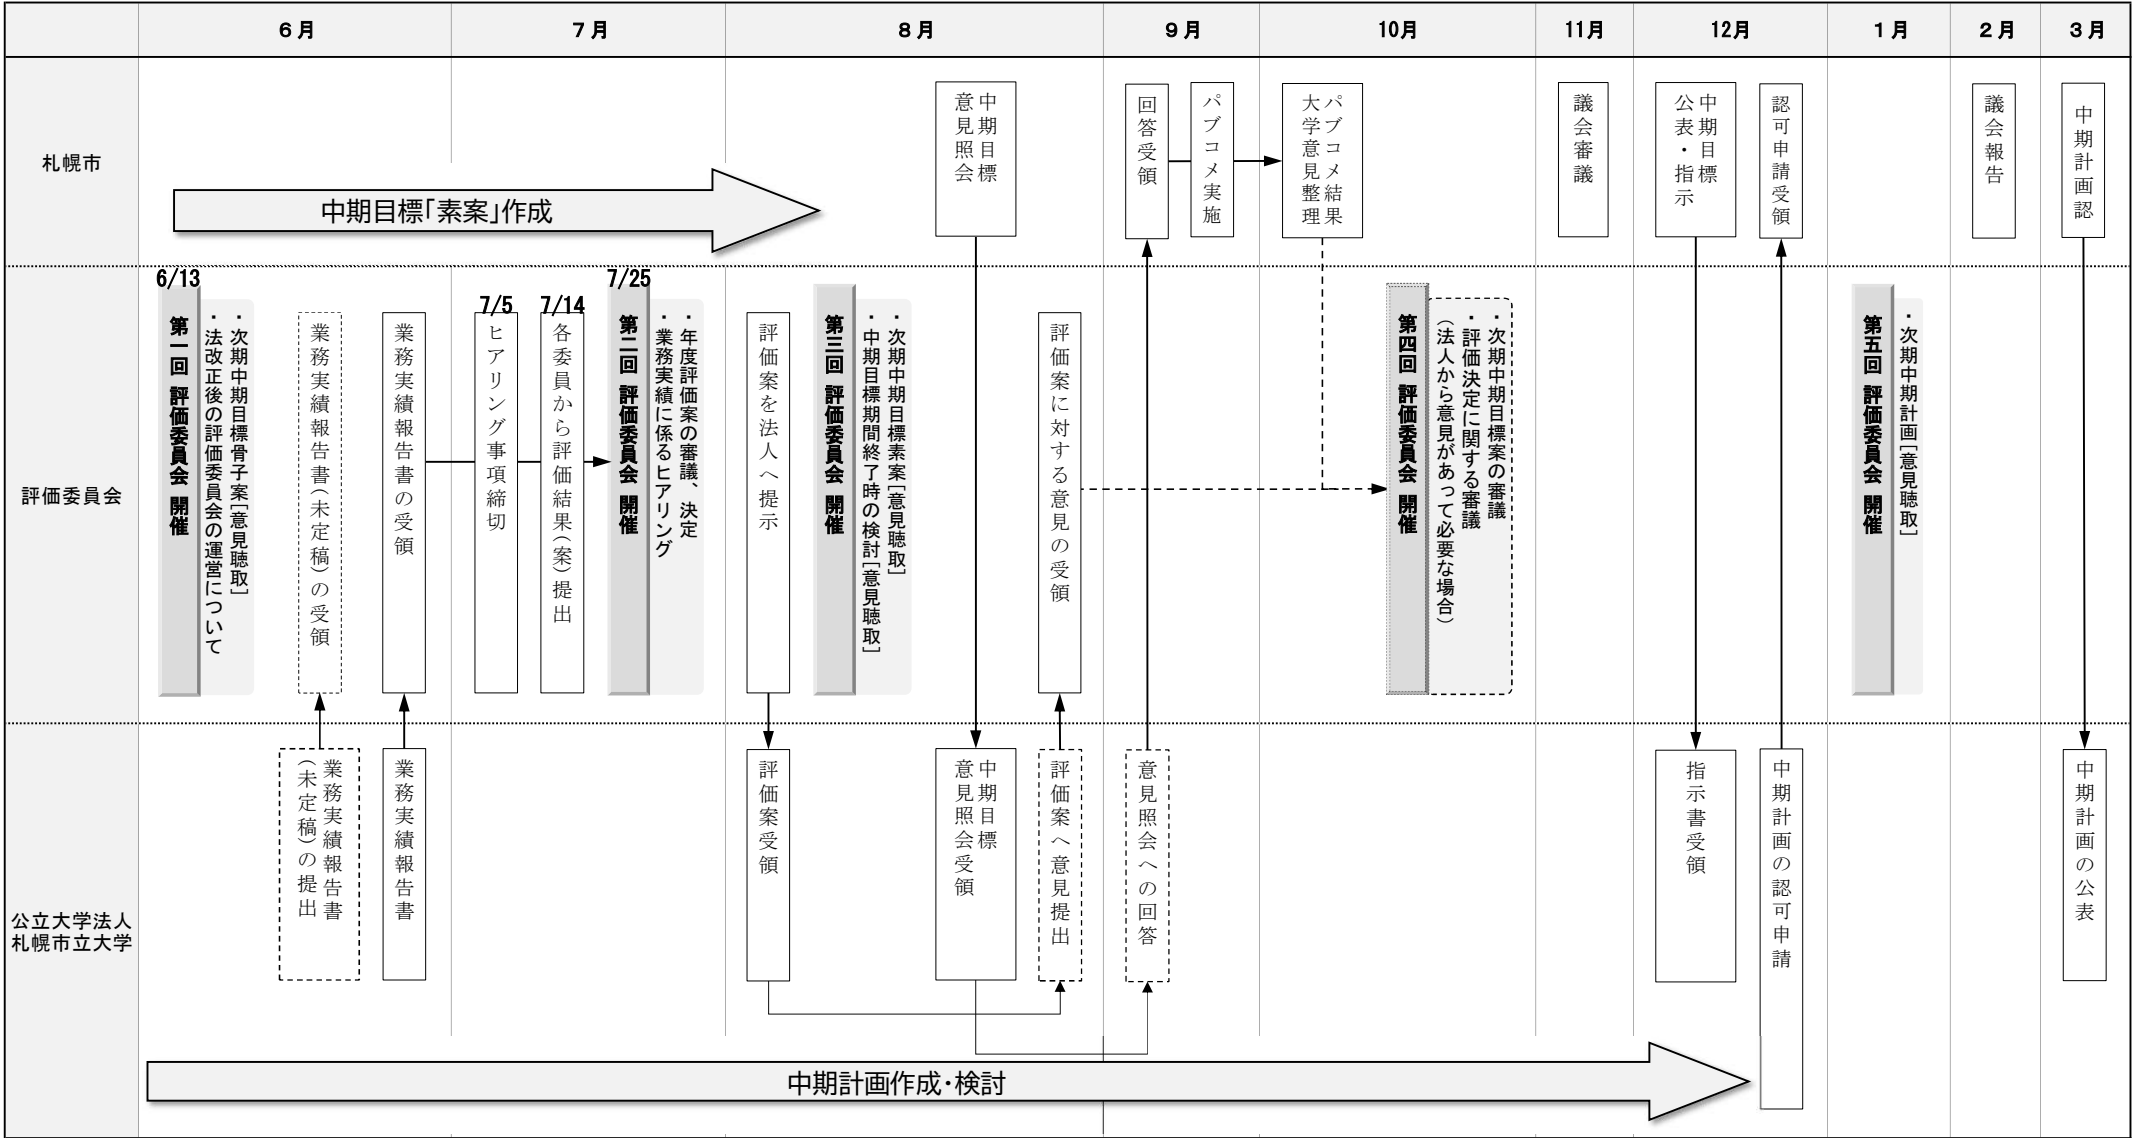 6月
7月
8月
9月
10月
11月
12月
1月
2月
3月
札幌市
中期目標「素案」作成
中期目標
意見照会
回答受領
パブコメ実施
パブコメ結果
大学意見整理
議会審議
中期目標
公表・指示
認可申請受領
議会報告
中期計画認
評価委員会
6/13
第一回 評価委員会 開催
・次期中期目標骨子案[意見聴取]
・法改正後の評価委員会の運営について
業務実績報告書(未定稿)の受領
業務実績報告書の受領
7/5
ヒアリング事項締切
7/14
各委員から評価結果(案)提出
7/25
第二回 評価委員会 開催
・年度評価案の審議、決定
・業務実績に係るヒアリング
評価案を法人へ提示
第三回 評価委員会 開催
・次期中期目標素案[意見聴取]
・中期目標期間終了時の検討[意見聴取]
評価案に対する意見の受領
第四回 評価委員会 開催
・次期中期目標案の審議
・評価決定に関する審議
(法人から意見があって必要な場合)
第五回 評価委員会 開催
・次期中期計画[意見聴取]
公立大学法人
札幌市立大学
業務実績報告書
(未定稿)の提出
業務実績報告書
評価案受領
中期目標
意見照会受領
評価案へ意見提出
意見照会への回答
指示書受領
中期計画の認可申請
中期計画の公表
中期計画作成・検討